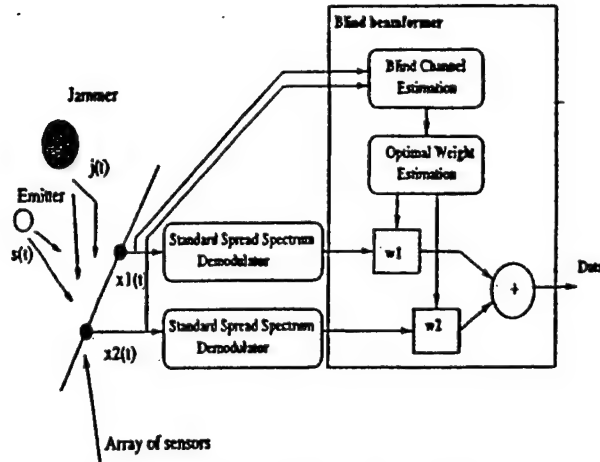 Blind beamformer
Blind Channel
Estimation
Jammer
j(t)
Optimal Weight
Estimation
Emitter
s(t)
Standard Spread Spectrum
Demodulator
w1
x1(t)
+
Data
Standard Spread Spectrum
Demodulator
w2
x2(t)
Array of sensors